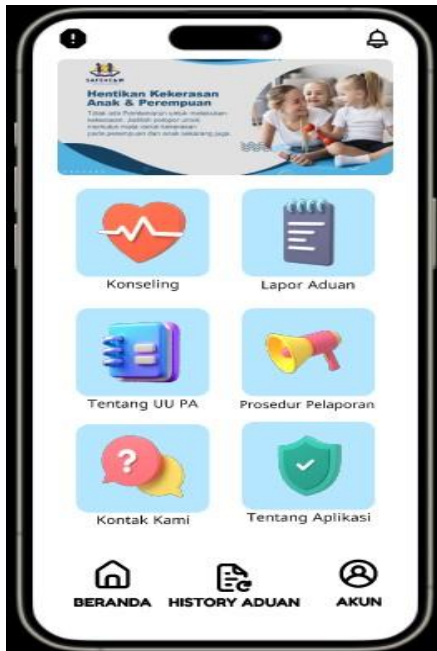 SAFE4C&W
Hentikan Kekerasan
Anak & Perempuan
Konseling
Lapor Aduan
Tentang UU PA
Prosedur Pelaporan
?
Kontak Kami
Tentang Aplikasi
BERANDA
HISTORY ADUAN
AKUN